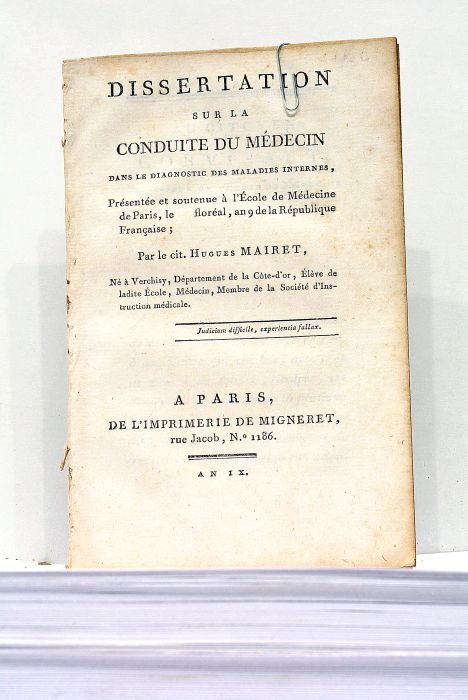 DISSERTATION
SUR LA
CONDUITE DU MÉDECIN
DANS LE DIAGNOSTIC DES MALADIES INTERNES,
Présentée et soutenue à l'École de Médecine
de Paris, le floréal, an 9 de la République
Française;
Par le cit. HUGUES MAIRET,
Né à Verchisy, Département de la Côte-d'or, Élève de
ladite École, Médecin, Membre de la Société d'Ins-
truction médicale.
Judicium difficile, experientia fallax.
A PARIS,
DE L'IMPRIMERIE DE MIGNERET,
rue Jacob, N.º 1186.
AN IX.